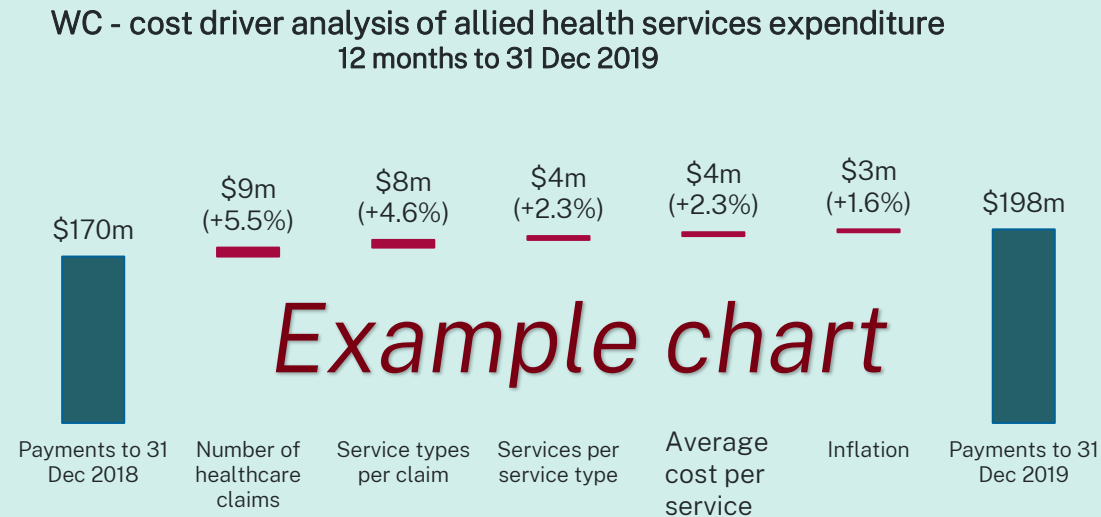 WC - cost driver analysis of allied health services expenditure
12 months to 31 Dec 2019
$170m
$9m
(+5.5%)
$8m
(+4.6%)
$4m
(+2.3%)
$4m
(+2.3%)
$3m
(+1.6%)
$198m
Example chart
Payments to 31
Dec 2018
Number of
healthcare
claims
Service types
per claim
Services per
service type
Average
cost per
service
Inflation
Payments to 31
Dec 2019